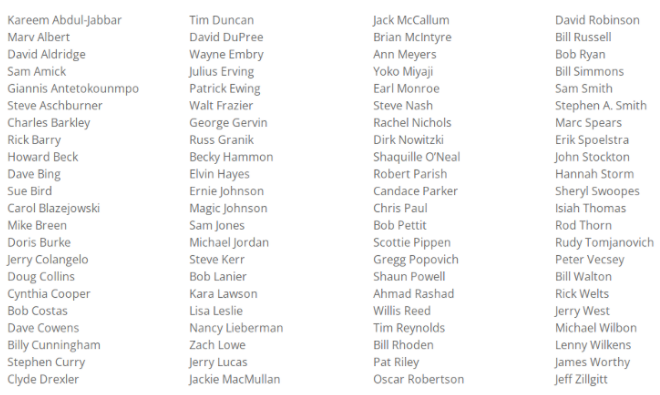 Kareem Abdul-Jabbar
Marv Albert
David Aldridge
Sam Amick
Giannis Antetokounmpo
Steve Aschburner
Charles Barkley
Rick Barry
Howard Beck
Dave Bing
Sue Bird
Carol Blazejowski
Mike Breen
Doris Burke
Jerry Colangelo
Doug Collins
Cynthia Cooper
Bob Costas
Dave Cowens
Billy Cunningham
Stephen Curry
Clyde Drexler
Tim Duncan
David DuPree
Wayne Embry
Julius Erving
Patrick Ewing
Walt Frazier
George Gervin
Russ Granik
Becky Hammon
Elvin Hayes
Ernie Johnson
Magic Johnson
Sam Jones
Michael Jordan
Steve Kerr
Bob Lanier
Kara Lawson
Lisa Leslie
Nancy Lieberman
Zach Lowe
Jerry Lucas
Jackie MacMullan
Jack McCallum
Brian McIntyre
Ann Meyers
Yoko Miyaji
Earl Monroe
Steve Nash
Rachel Nichols
Dirk Nowitzki
Shaquille O’Neal
Robert Parish
Candace Parker
Chris Paul
Bob Pettit
Scottie Pippen
Gregg Popovich
Shaun Powell
Ahmad Rashad
Willis Reed
Tim Reynolds
Bill Rhoden
Pat Riley
Oscar Robertson
David Robinson
Bill Russell
Bob Ryan
Bill Simmons
Sam Smith
Stephen A. Smith
Marc Spears
Erik Spoelstra
John Stockton
Hannah Storm
Sheryl Swoopes
Isiah Thomas
Rod Thorn
Rudy Tomjanovich
Peter Vecsey
Bill Walton
Rick Welts
Jerry West
Michael Wilbon
Lenny Wilkens
James Worthy
Jeff Zillgitt